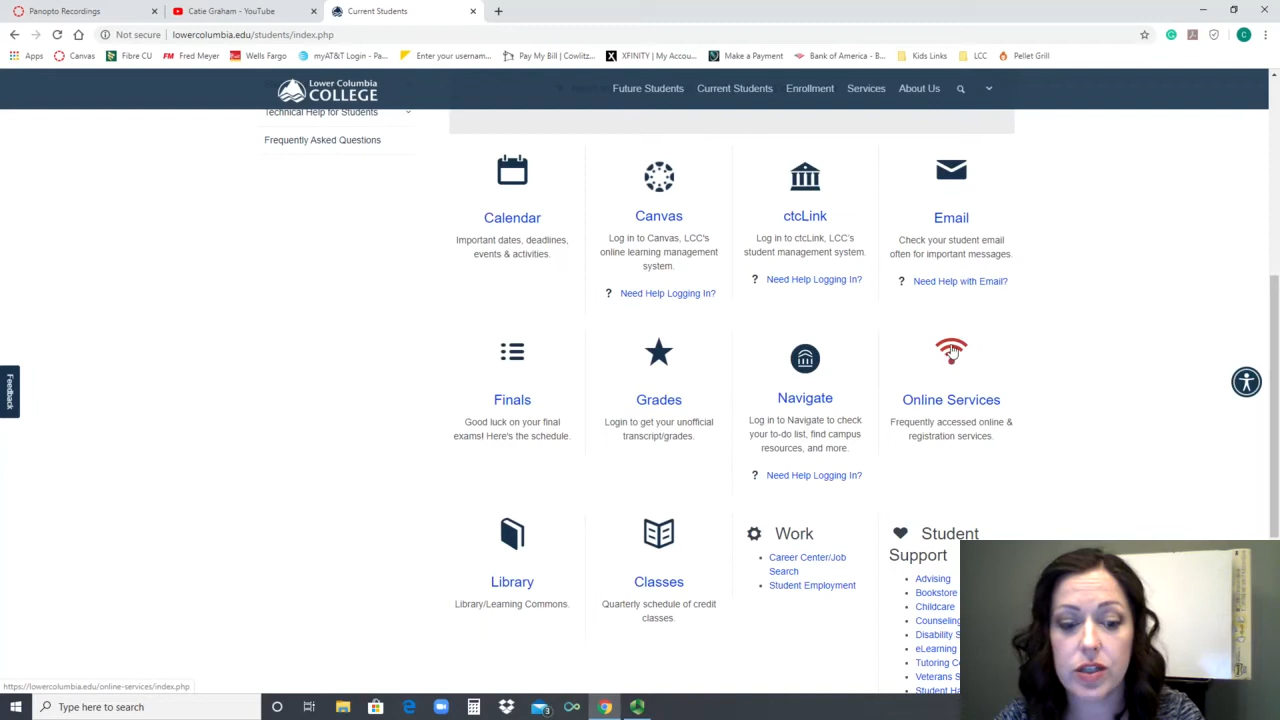 Panopto Recordings
Catie Graham - YouTube
Current Students
Not secure | lowercolumbia.edu/students/index.php
C
Apps
Canvas
Fibre CU
Fred Meyer
Wells Fargo
myAT&T Login - Pa...
Enter your usernam...
Pay My Bill | Cowlitz...
XFINITY | My Accou...
Make a Payment
Bank of America - B...
Kids Links
LCC
Pellet Grill
Lower Columbia
COLLEGE
Future Students
Current Students
Enrollment
Services
About Us
Technical Help for Students
Frequently Asked Questions
Calendar
Important dates, deadlines,
events & activities.
Canvas
Log in to Canvas, LCC's
online learning management
system.
? Need Help Logging In?
ctcLink
Log in to ctcLink, LCC's
student management system.
? Need Help Logging In?
Email
Check your student email
often for important messages.
? Need Help with Email?
Feedback
Finals
Good luck on your final
exams! Here's the schedule.
Grades
Login to get your unofficial
transcript/grades.
Navigate
Log in to Navigate to check
your to-do list, find campus
resources, and more.
? Need Help Logging In?
Online Services
Frequently accessed online &
registration services.
Library
Library/Learning Commons.
Classes
Quarterly schedule of credit
classes.
Work
Career Center/Job
Search
Student Employment
Student
Support
Advising
Bookstore
Childcare
Counseling
Disability S
eLearning
Tutoring C
Veterans S
Student Ha
https://lowercolumbia.edu/online-services/index.php
Type here to search